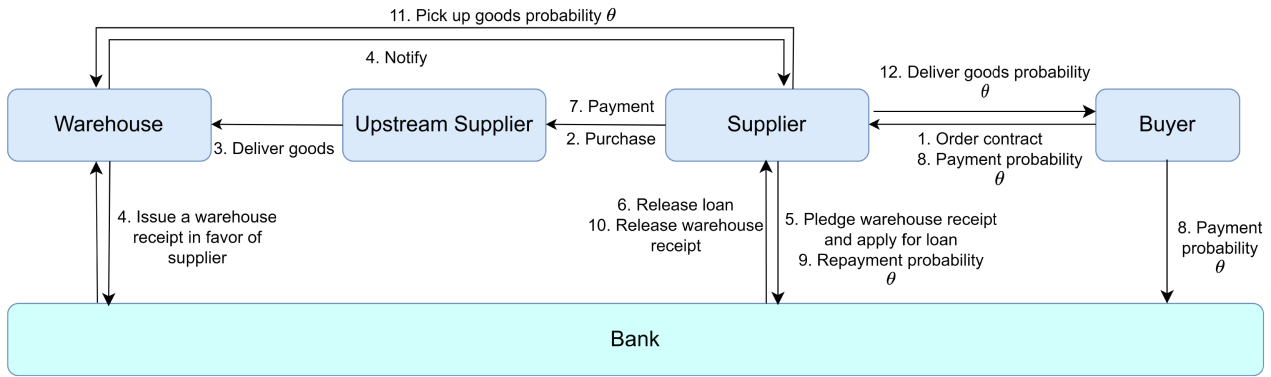 11. Pick up goods probability θ
4. Notify
12. Deliver goods probability
θ
Warehouse
Upstream Supplier
Supplier
Buyer
7. Payment
2. Purchase
3. Deliver goods
1. Order contract
8. Payment probability
θ
4. Issue a warehouse
receipt in favor of
supplier
6. Release loan
10. Release warehouse
receipt
5. Pledge warehouse receipt
and apply for loan
9. Repayment probability
θ
8. Payment
probability
θ
Bank